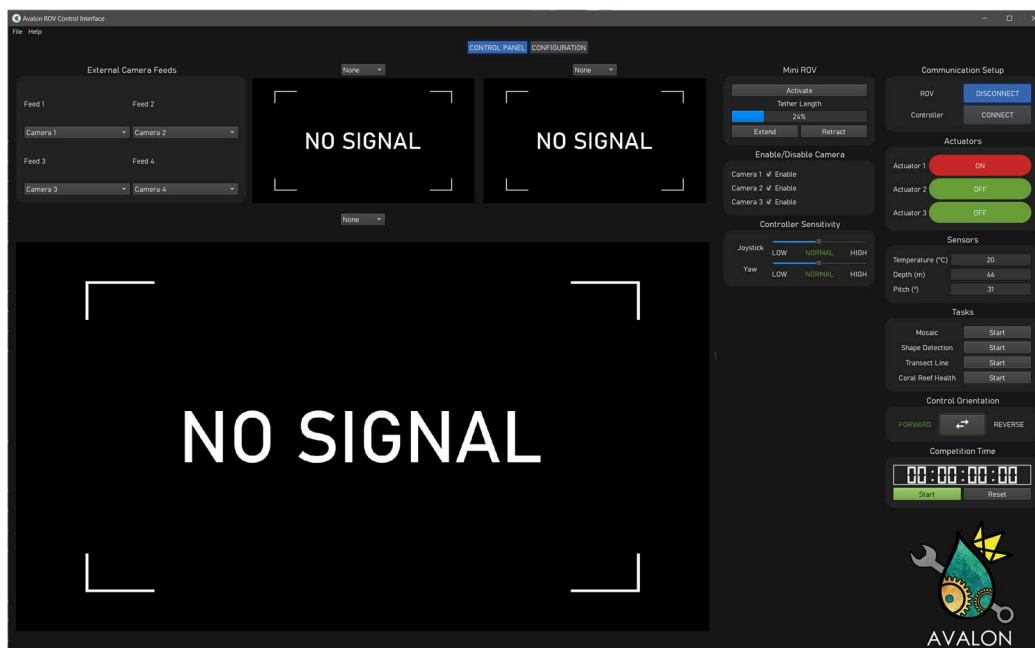 Avalon ROV Control Interface
File Help
CONTROL PANEL CONFIGURATION
External Camera Feeds
Feed 1 Feed 2
Camera 1 Camera 2
Feed 3 Feed 4
Camera 3 Camera 4
None
NO SIGNAL
None
NO SIGNAL
None
NO SIGNAL
Mini ROV
Activate
Tether Length
24%
Extend Retract
Enable/Disable Camera
Camera 1 Enable
Camera 2 Enable
Camera 3 Enable
Controller Sensitivity
Joystick
LOW NORMAL HIGH
Yaw
LOW NORMAL HIGH
Communication Setup
ROV DISCONNECT
Controller CONNECT
Actuators
Actuator 1 ON
Actuator 2 OFF
Actuator 3 OFF
Sensors
Temperature (°C) 20
Depth (m) 46
Pitch (°) 31
Tasks
Mosaic Start
Shape Detection Start
Transect Line Start
Coral Reef Health Start
Control Orientation
FORWARD REVERSE
Competition Time
00:00:00:00
Start Reset
AVALON